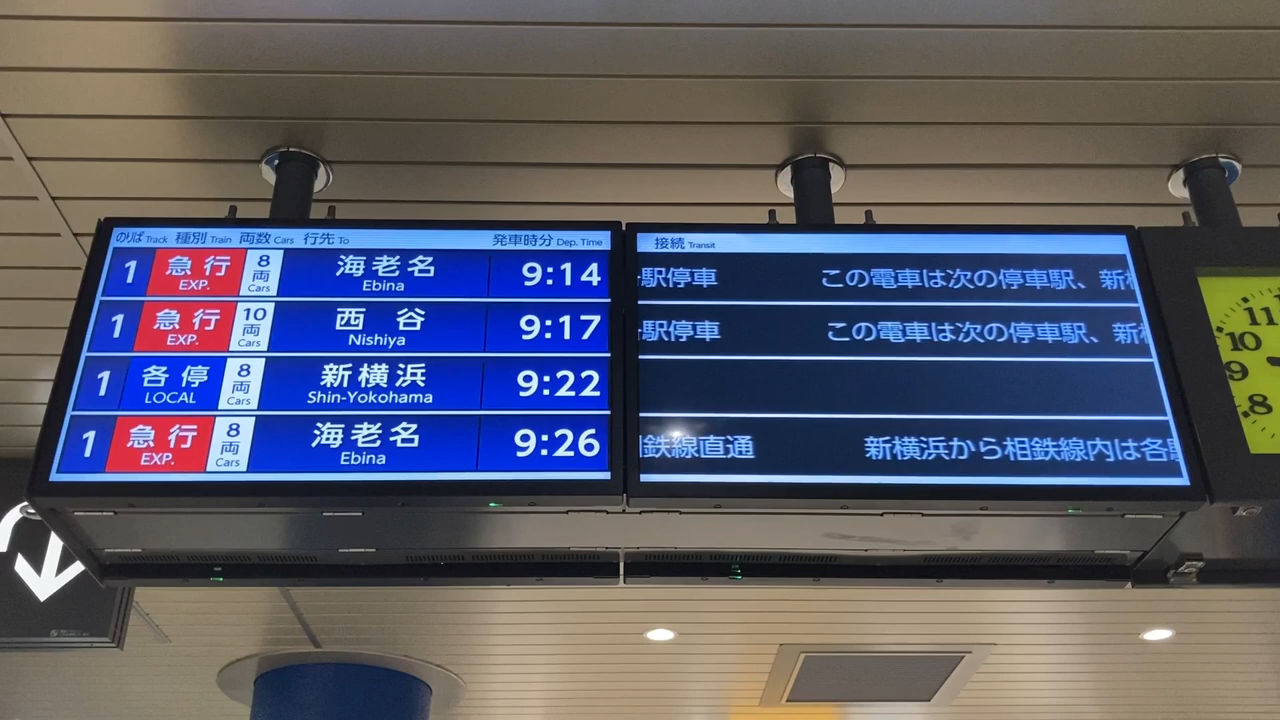 のりば Track 種別 Train 両数 Cars 行先 To 発車時分 Dep. Time
1 急行 EXP. 8両 Cars 海老名 Ebina 9:14
1 急行 EXP. 10両 Cars 西谷 Nishiya 9:17
1 各停 LOCAL 8両 Cars 新横浜 Shin-Yokohama 9:22
1 急行 EXP. 8両 Cars 海老名 Ebina 9:26
接続 Transit
駅停車 この電車は次の停車駅、新
駅停車 この電車は次の停車駅、新
鉄線直通 新横浜から相鉄線内は各
11
10
9
8